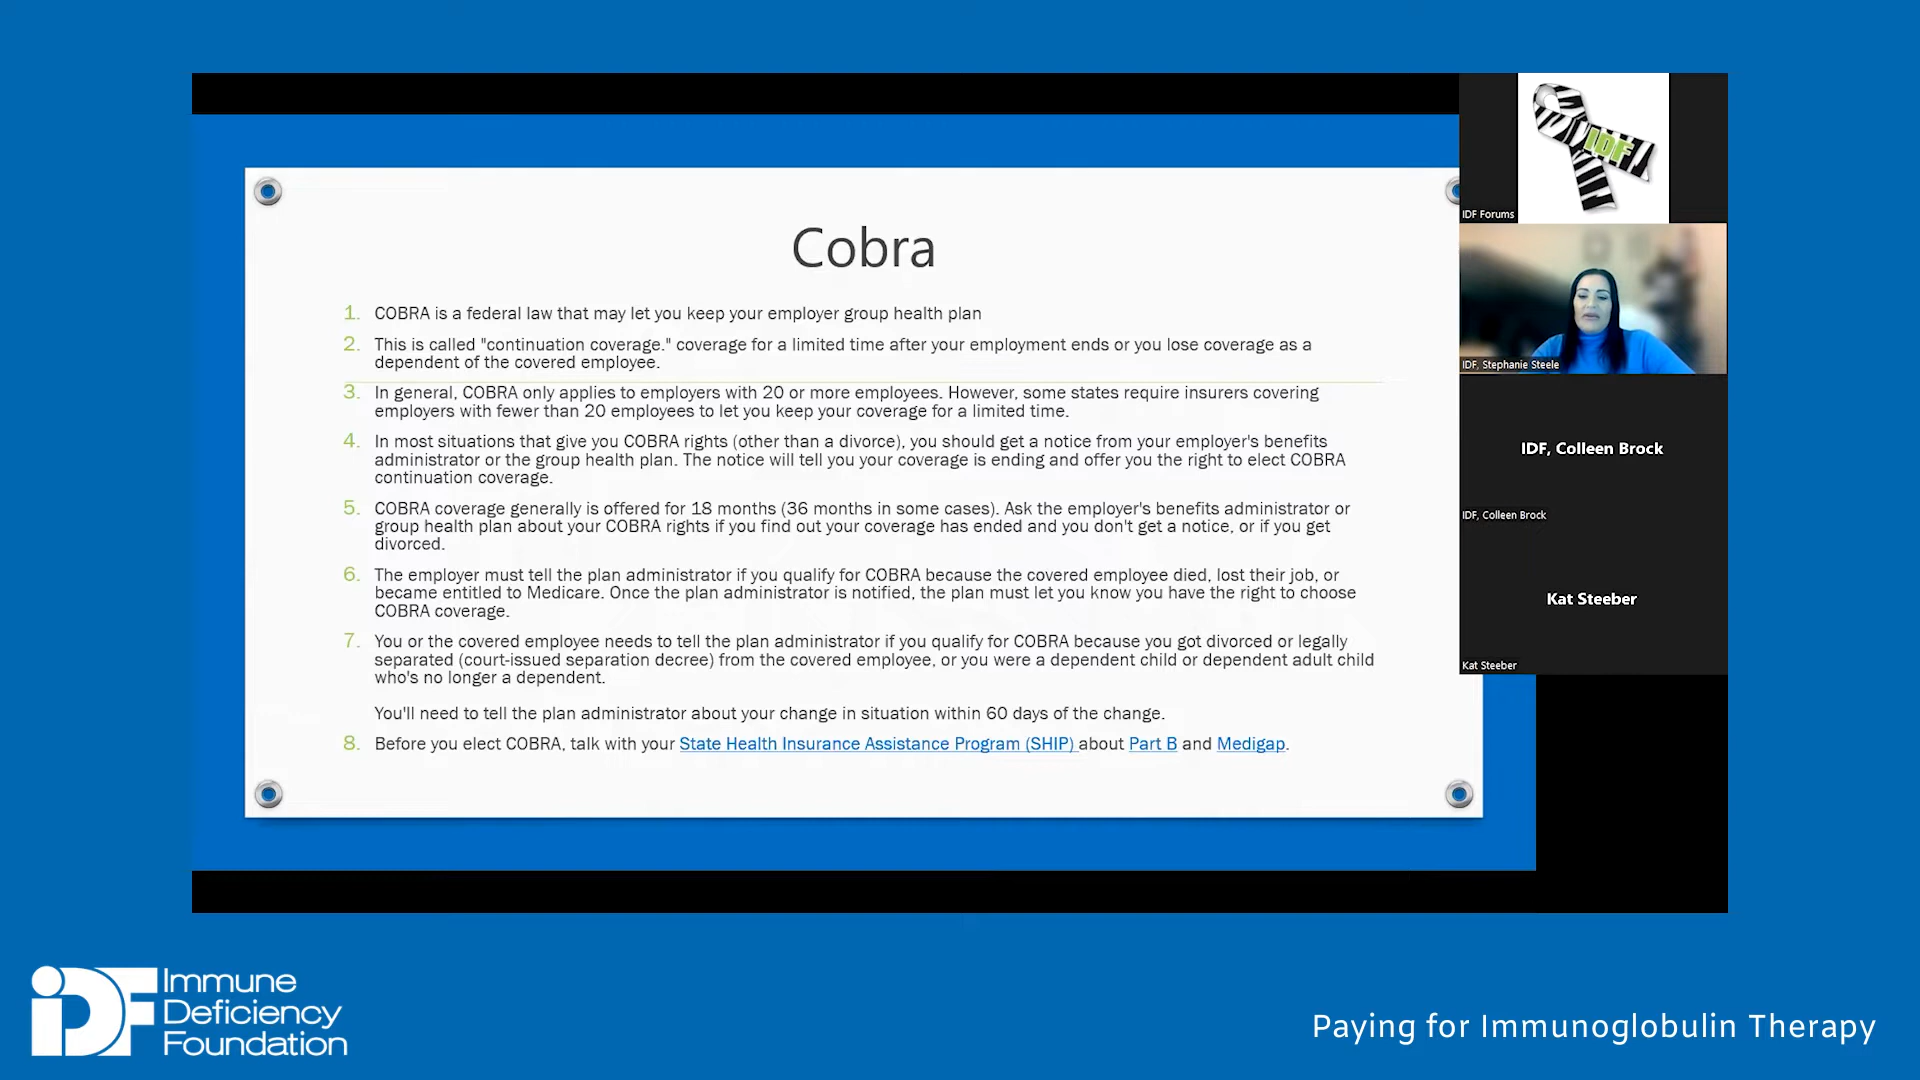 Cobra
1. COBRA is a federal law that may let you keep your employer group health plan
2. This is called "continuation coverage." coverage for a limited time after your employment ends or you lose coverage as a
dependent of the covered employee.
3. In general, COBRA only applies to employers with 20 or more employees. However, some states require insurers covering
employers with fewer than 20 employees to let you keep your coverage for a limited time.
4. In most situations that give you COBRA rights (other than a divorce), you should get a notice from your employer's benefits
administrator or the group health plan. The notice will tell you your coverage is ending and offer you the right to elect COBRA
continuation coverage.
5. COBRA coverage generally is offered for 18 months (36 months in some cases). Ask the employer's benefits administrator or
group health plan about your COBRA rights if you find out your coverage has ended and you don't get a notice, or if you get
divorced.
6. The employer must tell the plan administrator if you qualify for COBRA because the covered employee died, lost their job, or
became entitled to Medicare. Once the plan administrator is notified, the plan must let you know you have the right to choose
COBRA coverage.
7. You or the covered employee needs to tell the plan administrator if you qualify for COBRA because you got divorced or legally
separated (court-issued separation decree) from the covered employee, or you were a dependent child or dependent adult child
who's no longer a dependent.
You'll need to tell the plan administrator about your change in situation within 60 days of the change.
8. Before you elect COBRA, talk with your State Health Insurance Assistance Program (SHIP) about Part B and Medigap.
IDF
IDF Forums
IDF, Stephanie Steele
IDF, Colleen Brock
IDF, Colleen Brock
Kat Steeber
Kat Steeber
iDF
Immune
Deficiency
Foundation
Paying for Immunoglobulin Therapy